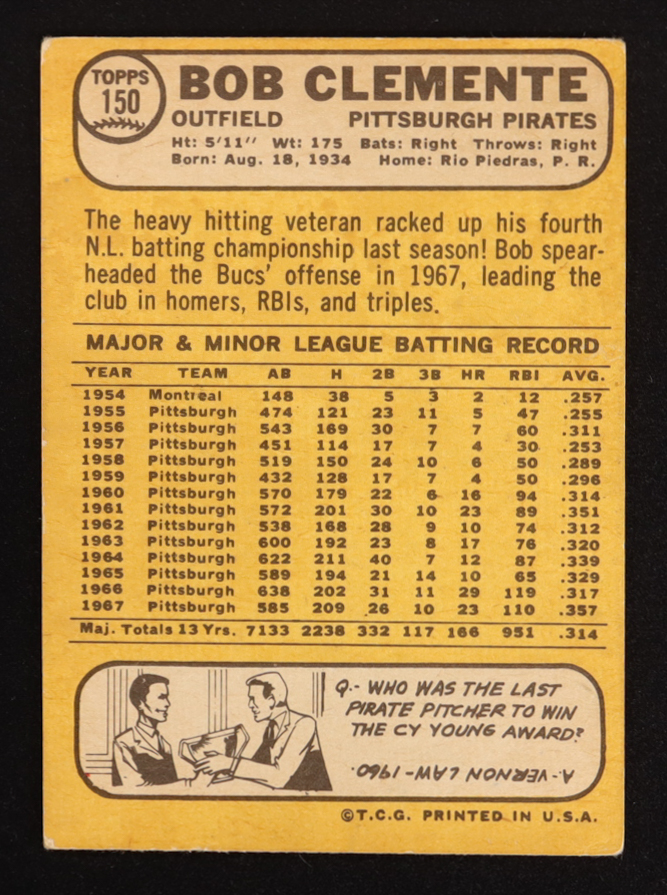 TOPPS
150
BOB CLEMENTE
OUTFIELD PITTSBURGH PIRATES
Ht: 5'11" Wt: 175 Bats: Right Throws: Right
Born: Aug. 18, 1934 Home: Rio Piedras, P. R.
The heavy hitting veteran racked up his fourth
N.L. batting championship last season! Bob spear-
headed the Bucs' offense in 1967, leading the
club in homers, RBIs, and triples.
MAJOR & MINOR LEAGUE BATTING RECORD
YEAR TEAM AB H 2B 3B HR RBI AVG.
1954 Montreal 148 38 5 3 2 12 .257
1955 Pittsburgh 474 121 23 11 5 47 .255
1956 Pittsburgh 543 169 30 7 7 60 .311
1957 Pittsburgh 451 114 17 7 4 30 .253
1958 Pittsburgh 519 150 24 10 6 50 .289
1959 Pittsburgh 432 128 17 7 4 50 .296
1960 Pittsburgh 570 179 22 6 16 94 .314
1961 Pittsburgh 572 201 30 10 23 89 .351
1962 Pittsburgh 538 168 28 9 10 74 .312
1963 Pittsburgh 600 192 23 8 17 76 .320
1964 Pittsburgh 622 211 40 7 12 87 .339
1965 Pittsburgh 589 194 21 14 10 65 .329
1966 Pittsburgh 638 202 31 11 29 119 .317
1967 Pittsburgh 585 209 26 10 23 110 .357
Maj. Totals 13 Yrs. 7133 2238 332 117 166 951 .314
Q.- WHO WAS THE LAST
PIRATE PITCHER TO WIN
THE CY YOUNG AWARD?
A- VERNON LAW - 1960.
©T.C.G. PRINTED IN U.S.A.